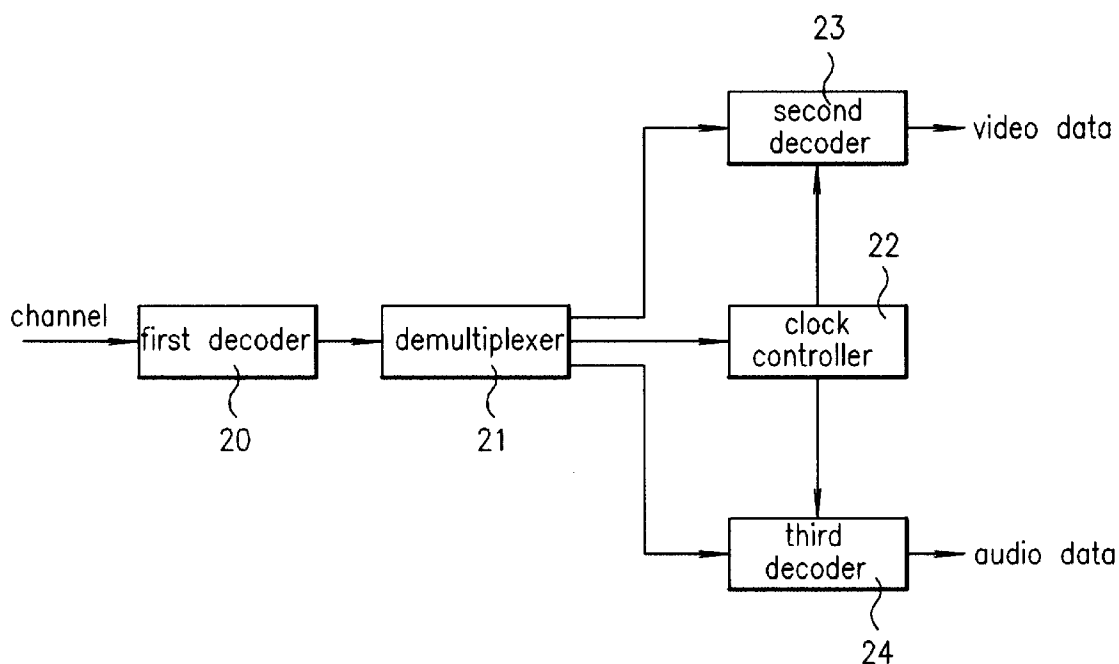 23
second
decoder
video data
22
channel
first decoder
demultiplexer
clock
controller
20
21
third
decoder
audio data
24